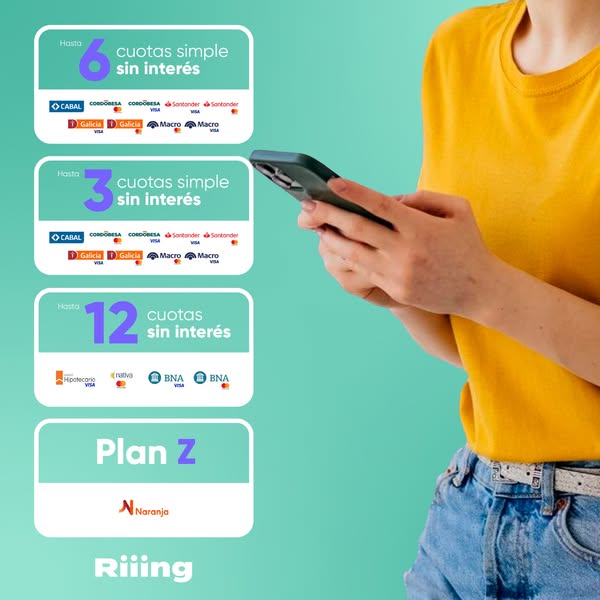 Hasta 6 cuotas simple
sin interés
CABAL CORDOBESA CORDOBESA VISA Santander VISA Santander
Galicia VISA Galicia Macro Macro VISA
Hasta 3 cuotas simple
sin interés
CABAL CORDOBESA CORDOBESA VISA Santander VISA Santander
Galicia VISA Galicia Macro Macro VISA
Hasta 12 cuotas
sin interés
Hipotecario VISA nativa BNA VISA BNA
Plan Z
Naranja
Riiing